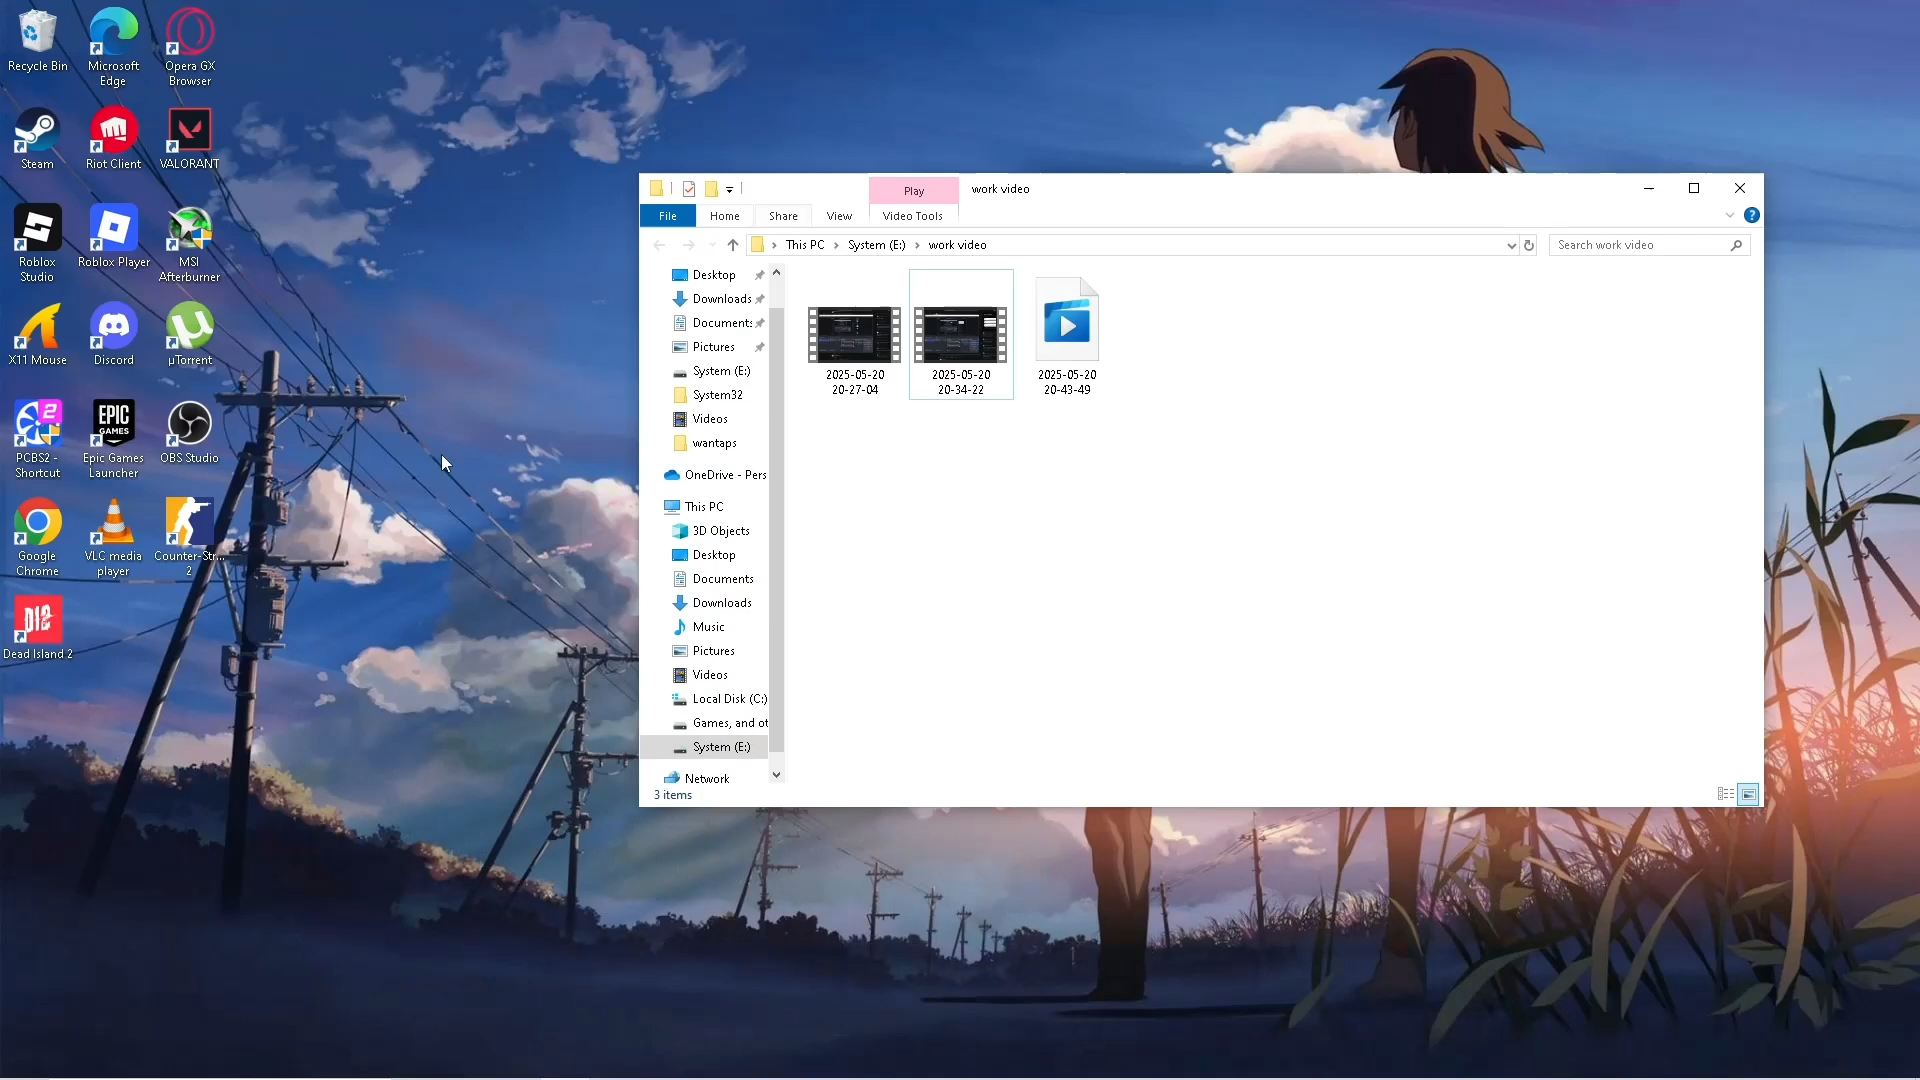 Recycle Bin
Microsoft
Edge
Opera GX
Browser
Steam
Riot Client
VALORANT
Roblox
Studio
Roblox Player
MSI
Afterburner
X11 Mouse
Discord
µTorrent
PCBS2 -
Shortcut
EPIC
GAMES
Epic Games
Launcher
OBS Studio
Google
Chrome
VLC media
player
Counter-Str...
2
DI2
Dead Island 2
Play
work video
File
Home
Share
View
Video Tools
This PC > System (E:) > work video
Search work video
Desktop
Downloads
Documents
Pictures
System (E:)
System32
Videos
wantaps
OneDrive - Pers
This PC
3D Objects
Desktop
Documents
Downloads
Music
Pictures
Videos
Local Disk (C:)
Games, and ot
System (E:)
Network
2025-05-20
20-27-04
2025-05-20
20-34-22
2025-05-20
20-43-49
3 items